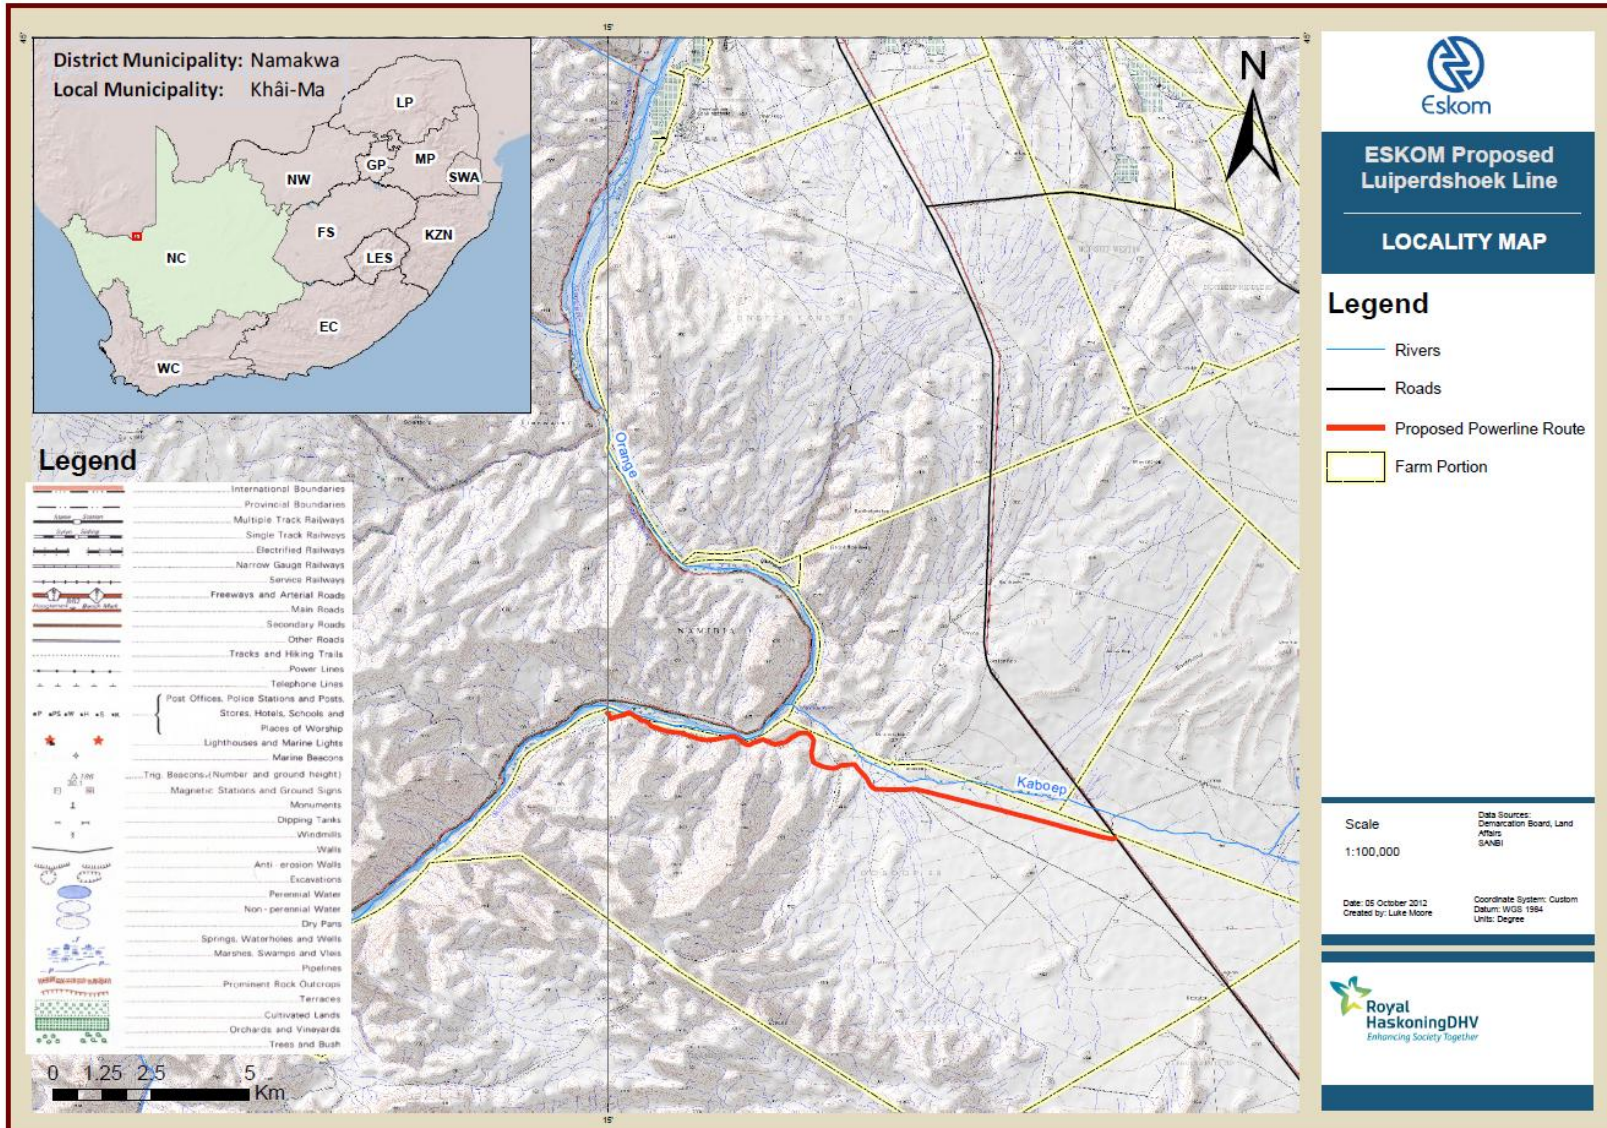 45'
15'
45'
District Municipality: Namakwa
Local Municipality: Khâi-Ma
LP
GP
MP
NW
SWA
FS
KZN
LES
NC
EC
WC
N
Orange
NAMIBIA
Kaboep
Legend
International Boundaries
Provincial Boundaries
Multiple Track Railways
Single Track Railways
Electrified Railways
Narrow Gauge Railways
Service Railways
Freeways and Arterial Roads
Main Roads
Secondary Roads
Other Roads
Tracks and Hiking Trails
Power Lines
Telephone Lines
Post Offices, Police Stations and Posts,
Stores, Hotels, Schools and
Places of Worship
Lighthouses and Marine Lights
Marine Beacons
Trig. Beacons (Number and ground height)
Magnetic Stations and Ground Signs
Monuments
Dipping Tanks
Windmills
Walls
Anti-erosion Walls
Excavations
Perennial Water
Non-perennial Water
Dry Pans
Springs, Waterholes and Wells
Marshes, Swamps and Vleis
Pipelines
Prominent Rock Outcrops
Terraces
Cultivated Lands
Orchards and Vineyards
Trees and Bush
0 1.25 2.5 5
Km
15'
Eskom
ESKOM Proposed
Luiperdshoek Line
LOCALITY MAP
Legend
Rivers
Roads
Proposed Powerline Route
Farm Portion
Scale
1:100,000
Data Sources:
Demarcation Board, Land
Affairs
SANBI
Date: 05 October 2012
Created by: Luke Moore
Coordinate System: Custom
Datum: WGS 1984
Units: Degree
Royal
HaskoningDHV
Enhancing Society Together